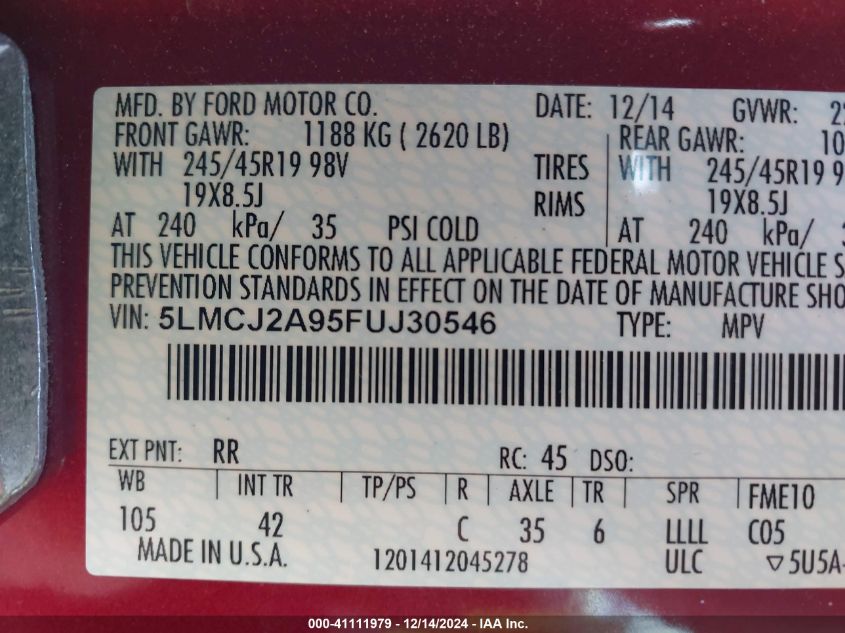 MFD. BY FORD MOTOR CO. DATE: 12/14 GVWR:
FRONT GAWR: 1188 KG ( 2620 LB) REAR GAWR:
WITH 245/45R19 98V TIRES WITH 245/45R19
19X8.5J RIMS 19X8.5J
AT 240 kPa/ 35 PSI COLD AT 240 kPa/
THIS VEHICLE CONFORMS TO ALL APPLICABLE FEDERAL MOTOR VEHICLE
PREVENTION STANDARDS IN EFFECT ON THE DATE OF MANUFACTURE
VIN: 5LMCJ2A95FUJ30546 TYPE: MPV
EXT PNT: RR RC: 45 DSO:
WB INT TR TP/PS R AXLE TR SPR FME10
105 42 C 35 6 LLLL C05
MADE IN U.S.A. 1201412045278 ULC ▽5U5A-
000-41111979 - 12/14/2024 - IAA Inc.